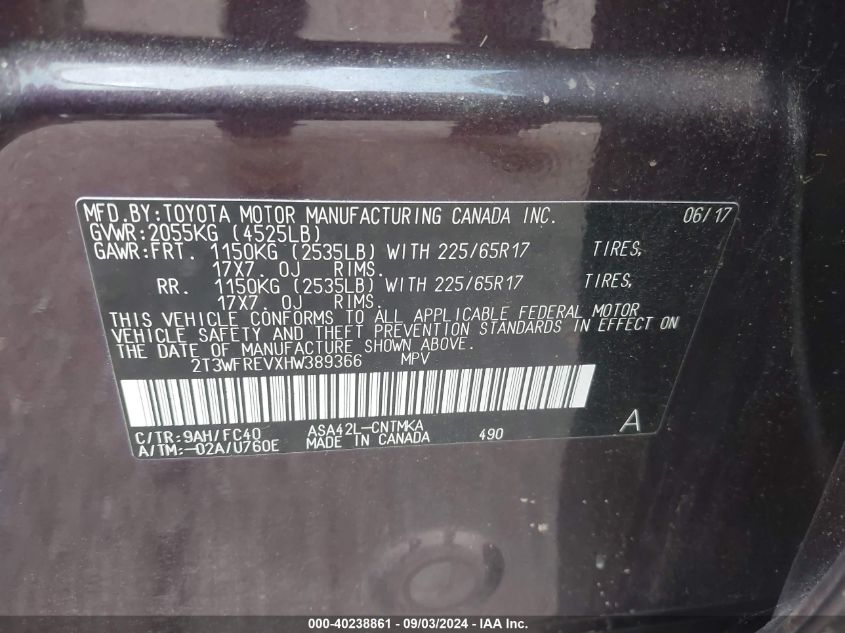 MFD.BY:TOYOTA MOTOR MANUFACTURING CANADA INC. 06/17
GVWR:2055KG (4525LB)
GAWR:FRT. 1150KG (2535LB) WITH 225/65R17 TIRES,
17X7. 0J RIMS.
RR. 1150KG (2535LB) WITH 225/65R17 TIRES,
17X7. 0J RIMS.
THIS VEHICLE CONFORMS TO ALL APPLICABLE FEDERAL MOTOR
VEHICLE SAFETY AND THEFT PREVENTION STANDARDS IN EFFECT ON
THE DATE OF MANUFACTURE SHOWN ABOVE.
2T3WFREVXHW389366 MPV
C/TR:9AH/FC40 ASA42L-CNTMKA A
A/TM:-02A/U760E MADE IN CANADA 490
000-40238861 - 09/03/2024 - IAAI.com.